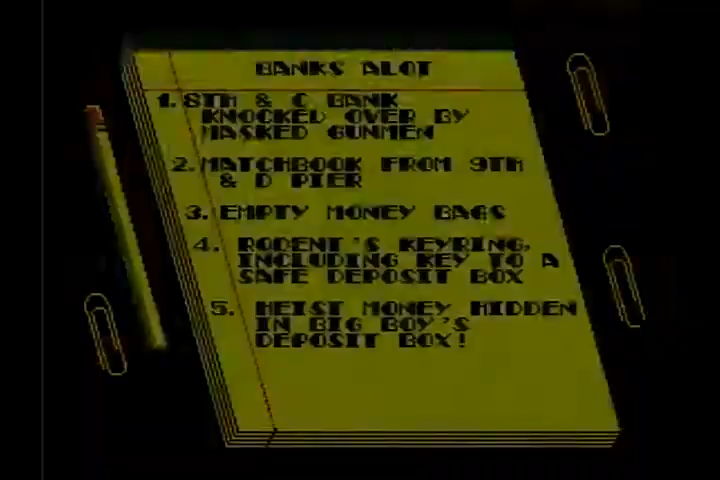 BANKS ALOT
1. 8TH & C BANK
KNOCKED OVER BY
MASKED GUNMEN
2. MATCHBOOK FROM 9TH
& D PIER
3. EMPTY MONEY BAGS
4. RODENT'S KEYRING,
INCLUDING KEY TO A
SAFE DEPOSIT BOX
5. HEIST MONEY HIDDEN
IN BIG BOY'S
DEPOSIT BOX!